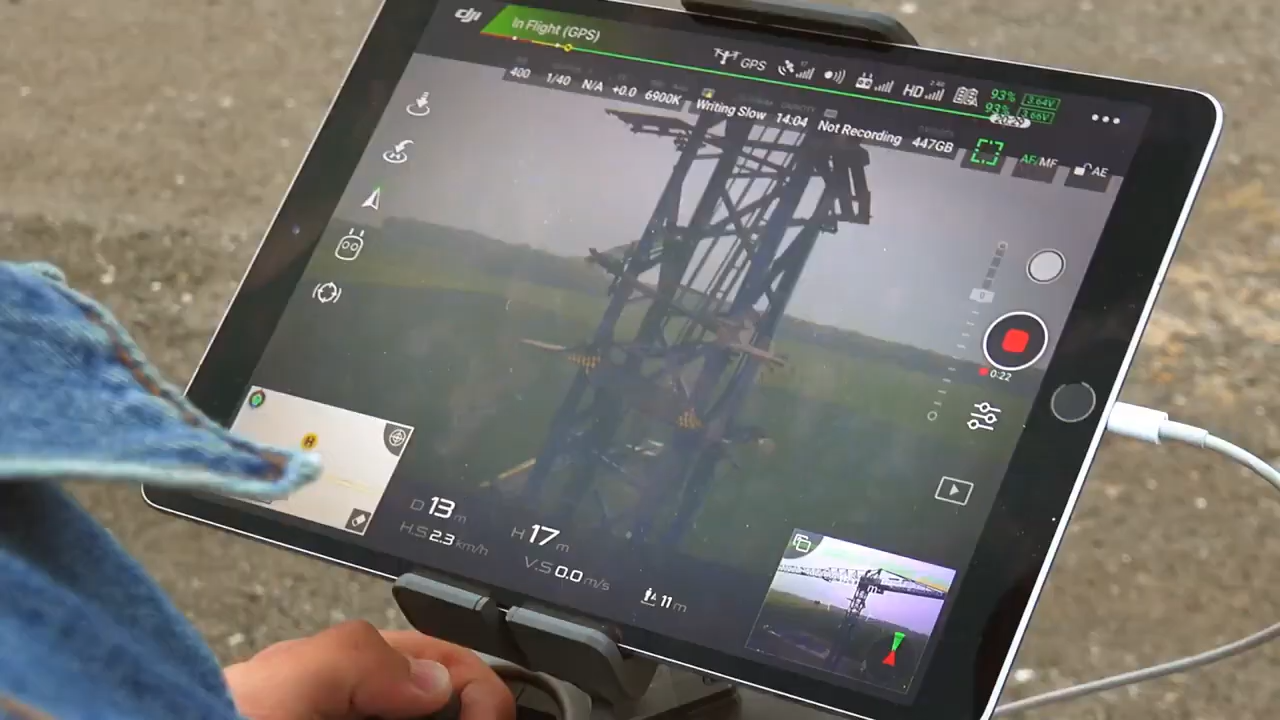 dji In Flight (GPS)
GPS HD 93% 3.64V
93% 3.66V
20:29
400 1/40 N/A +0.0 6900K Writing Slow 14:04 Not Recording 447GB AF/MF AE
0:22
H
D 13 m H 17 m
H.S 2.3 km/h V.S 0.0 m/s 11 m